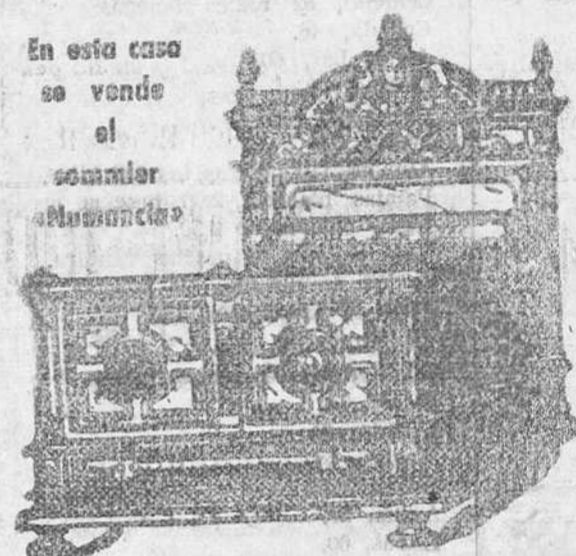 En esta casa
se vende
el
sommier
«Numancia»